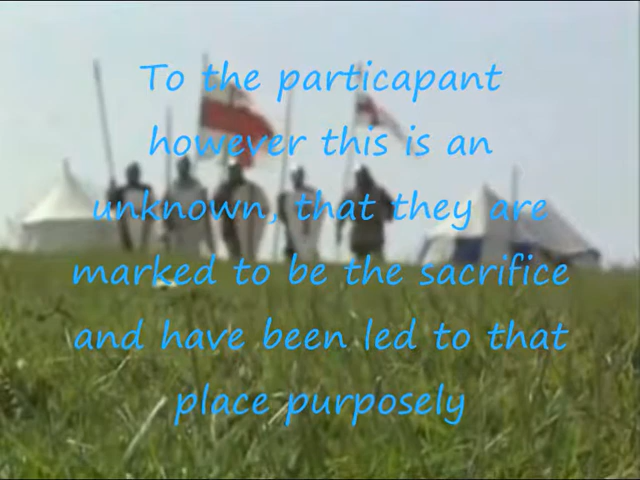 To the particapant
however this is an
unknown, that they are
marked to be the sacrifice
and have been led to that
place purposely